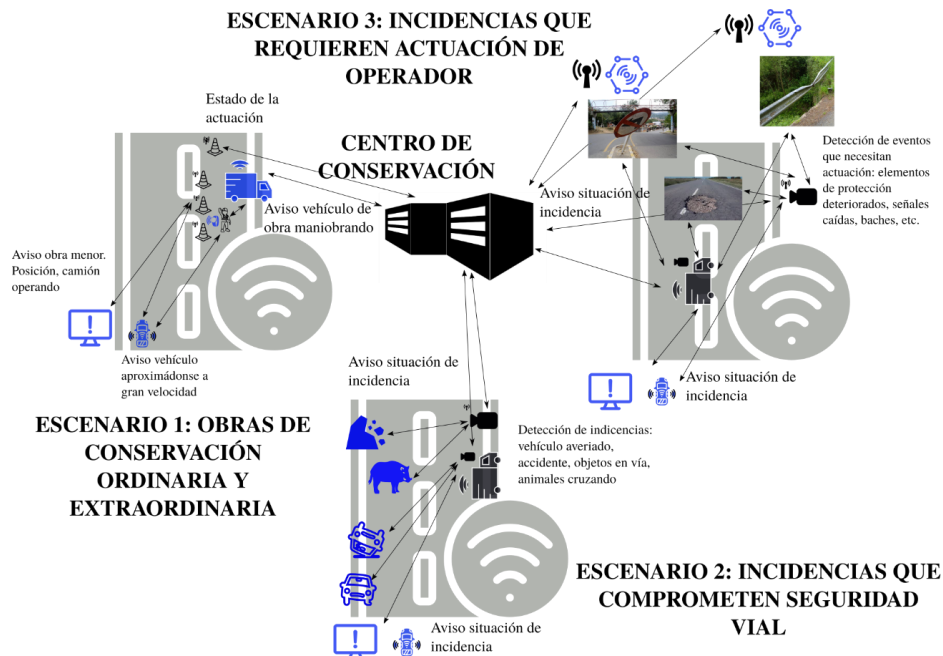 ESCENARIO 3: INCIDENCIAS QUE
REQUIEREN ACTUACIÓN DE
OPERADOR
Estado de la
actuación
CENTRO DE
CONSERVACIÓN
Aviso situación de
incidencia
Detección de eventos
que necesitan
actuación: elementos
de protección
deteriorados, señales
caídas, baches, etc.
Aviso vehículo de
obra maniobrando
Aviso obra menor.
Posición, camión
operando
Aviso vehículo
aproximádonse a
gran velocidad
Aviso situación de
incidencia
Aviso situación de
incidencia
ESCENARIO 1: OBRAS DE
CONSERVACIÓN
ORDINARIA Y
EXTRAORDINARIA
Detección de indicencias:
vehículo averiado,
accidente, objetos en vía,
animales cruzando
ESCENARIO 2: INCIDENCIAS QUE
COMPROMETEN SEGURIDAD
VIAL
Aviso situación de
incidencia